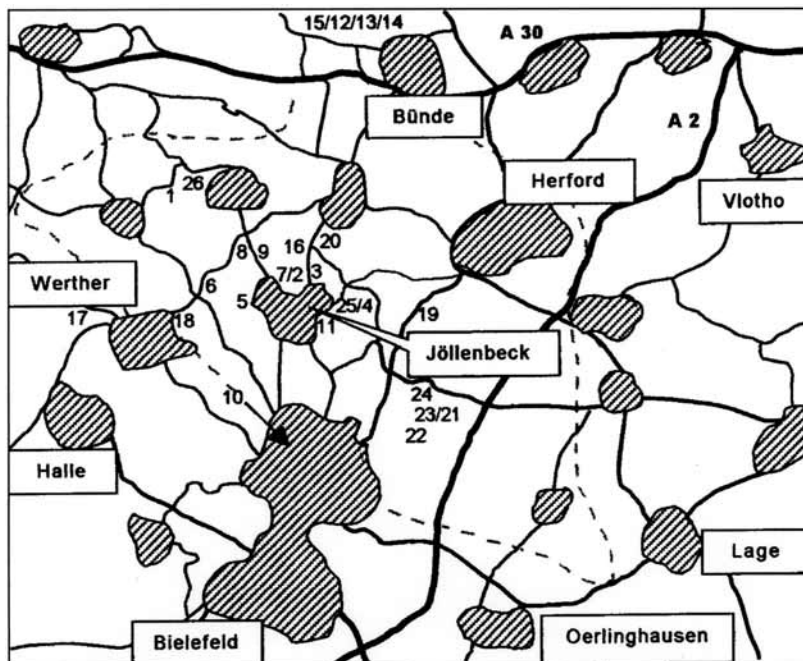 15/12/13/14
A 30
Bünde
A 2
Herford
Vlotho
26
1
20
16
8
9
7/2
3
Werther
6
5
25/4
17
18
11
19
Jöllenbeck
10
24
23/21
22
Halle
Lage
Bielefeld
Oerlinghausen